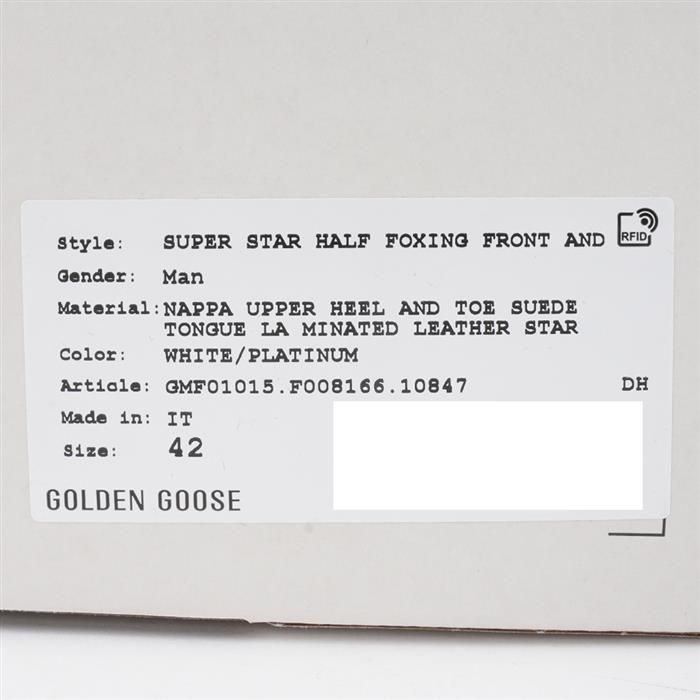 Style: SUPER STAR HALF FOXING FRONT AND
RFID
Gender: Man
Material: NAPPA UPPER HEEL AND TOE SUEDE
TONGUE LA MINATED LEATHER STAR
Color: WHITE/PLATINUM
Article: GMF01015.F008166.10847 DH
Made in: IT
Size: 42
GOLDEN GOOSE